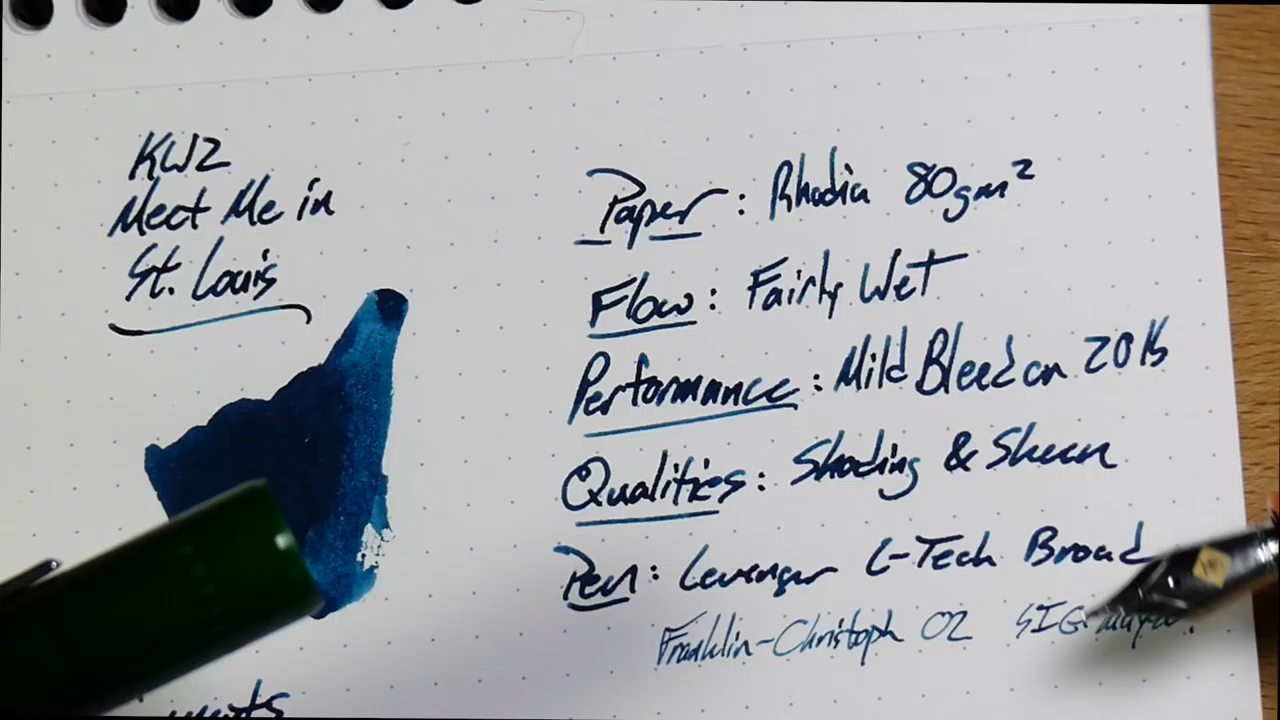 KWZ
Meet Me in
St. Louis
Paper: Rhodia 80gm²
Flow: Fairly Wet
Performance: Mild Bleed on 20lb
Qualities: Shading & Sheen
Pen: Levenger L-Tech Broad
Franklin-Christoph 02 SIG